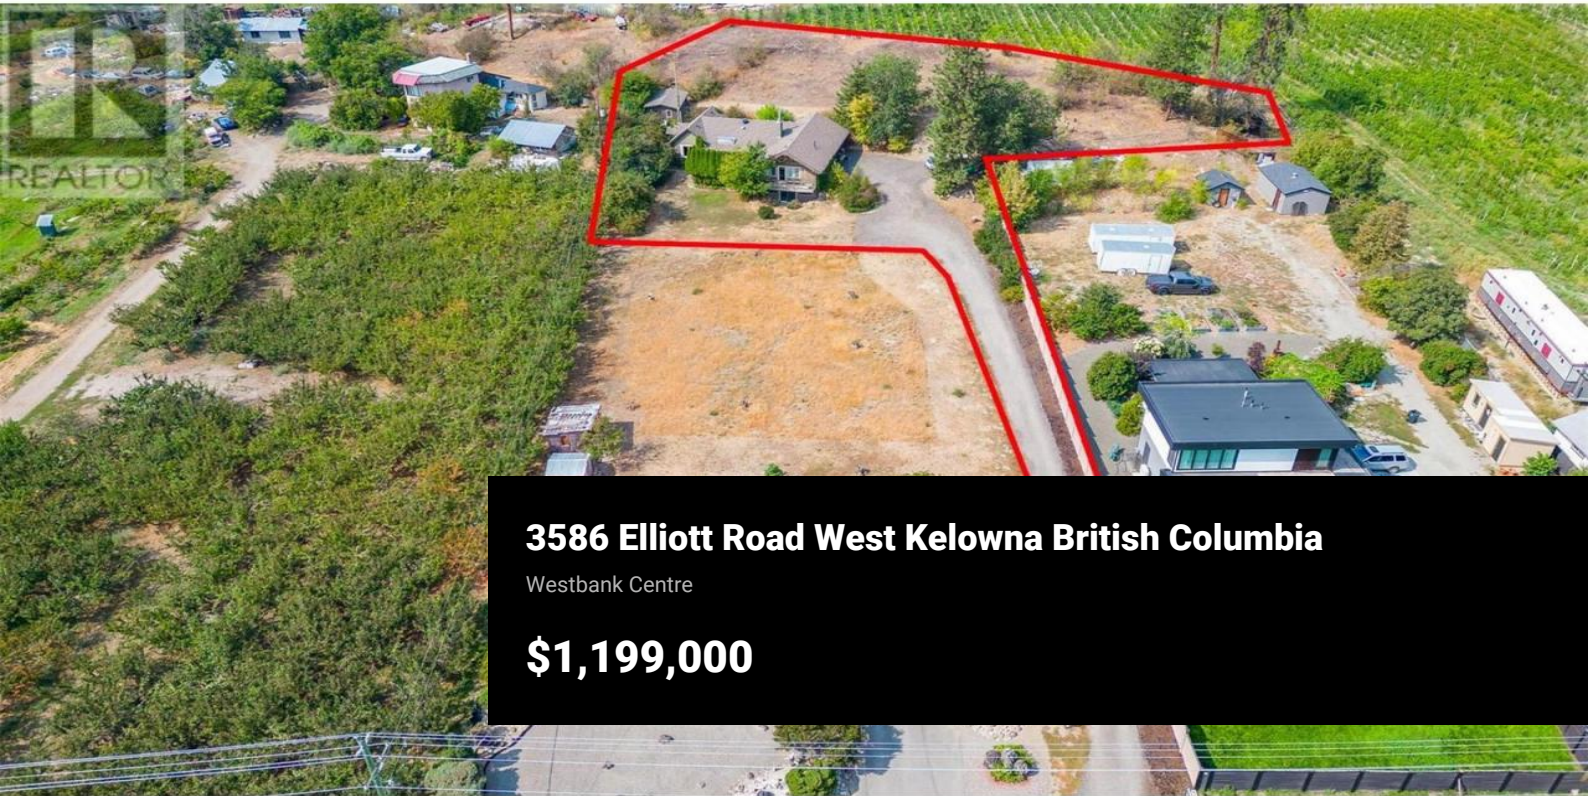 R
REALTOR
3586 Elliott Road West Kelowna British Columbia
Westbank Centre
$1,199,000